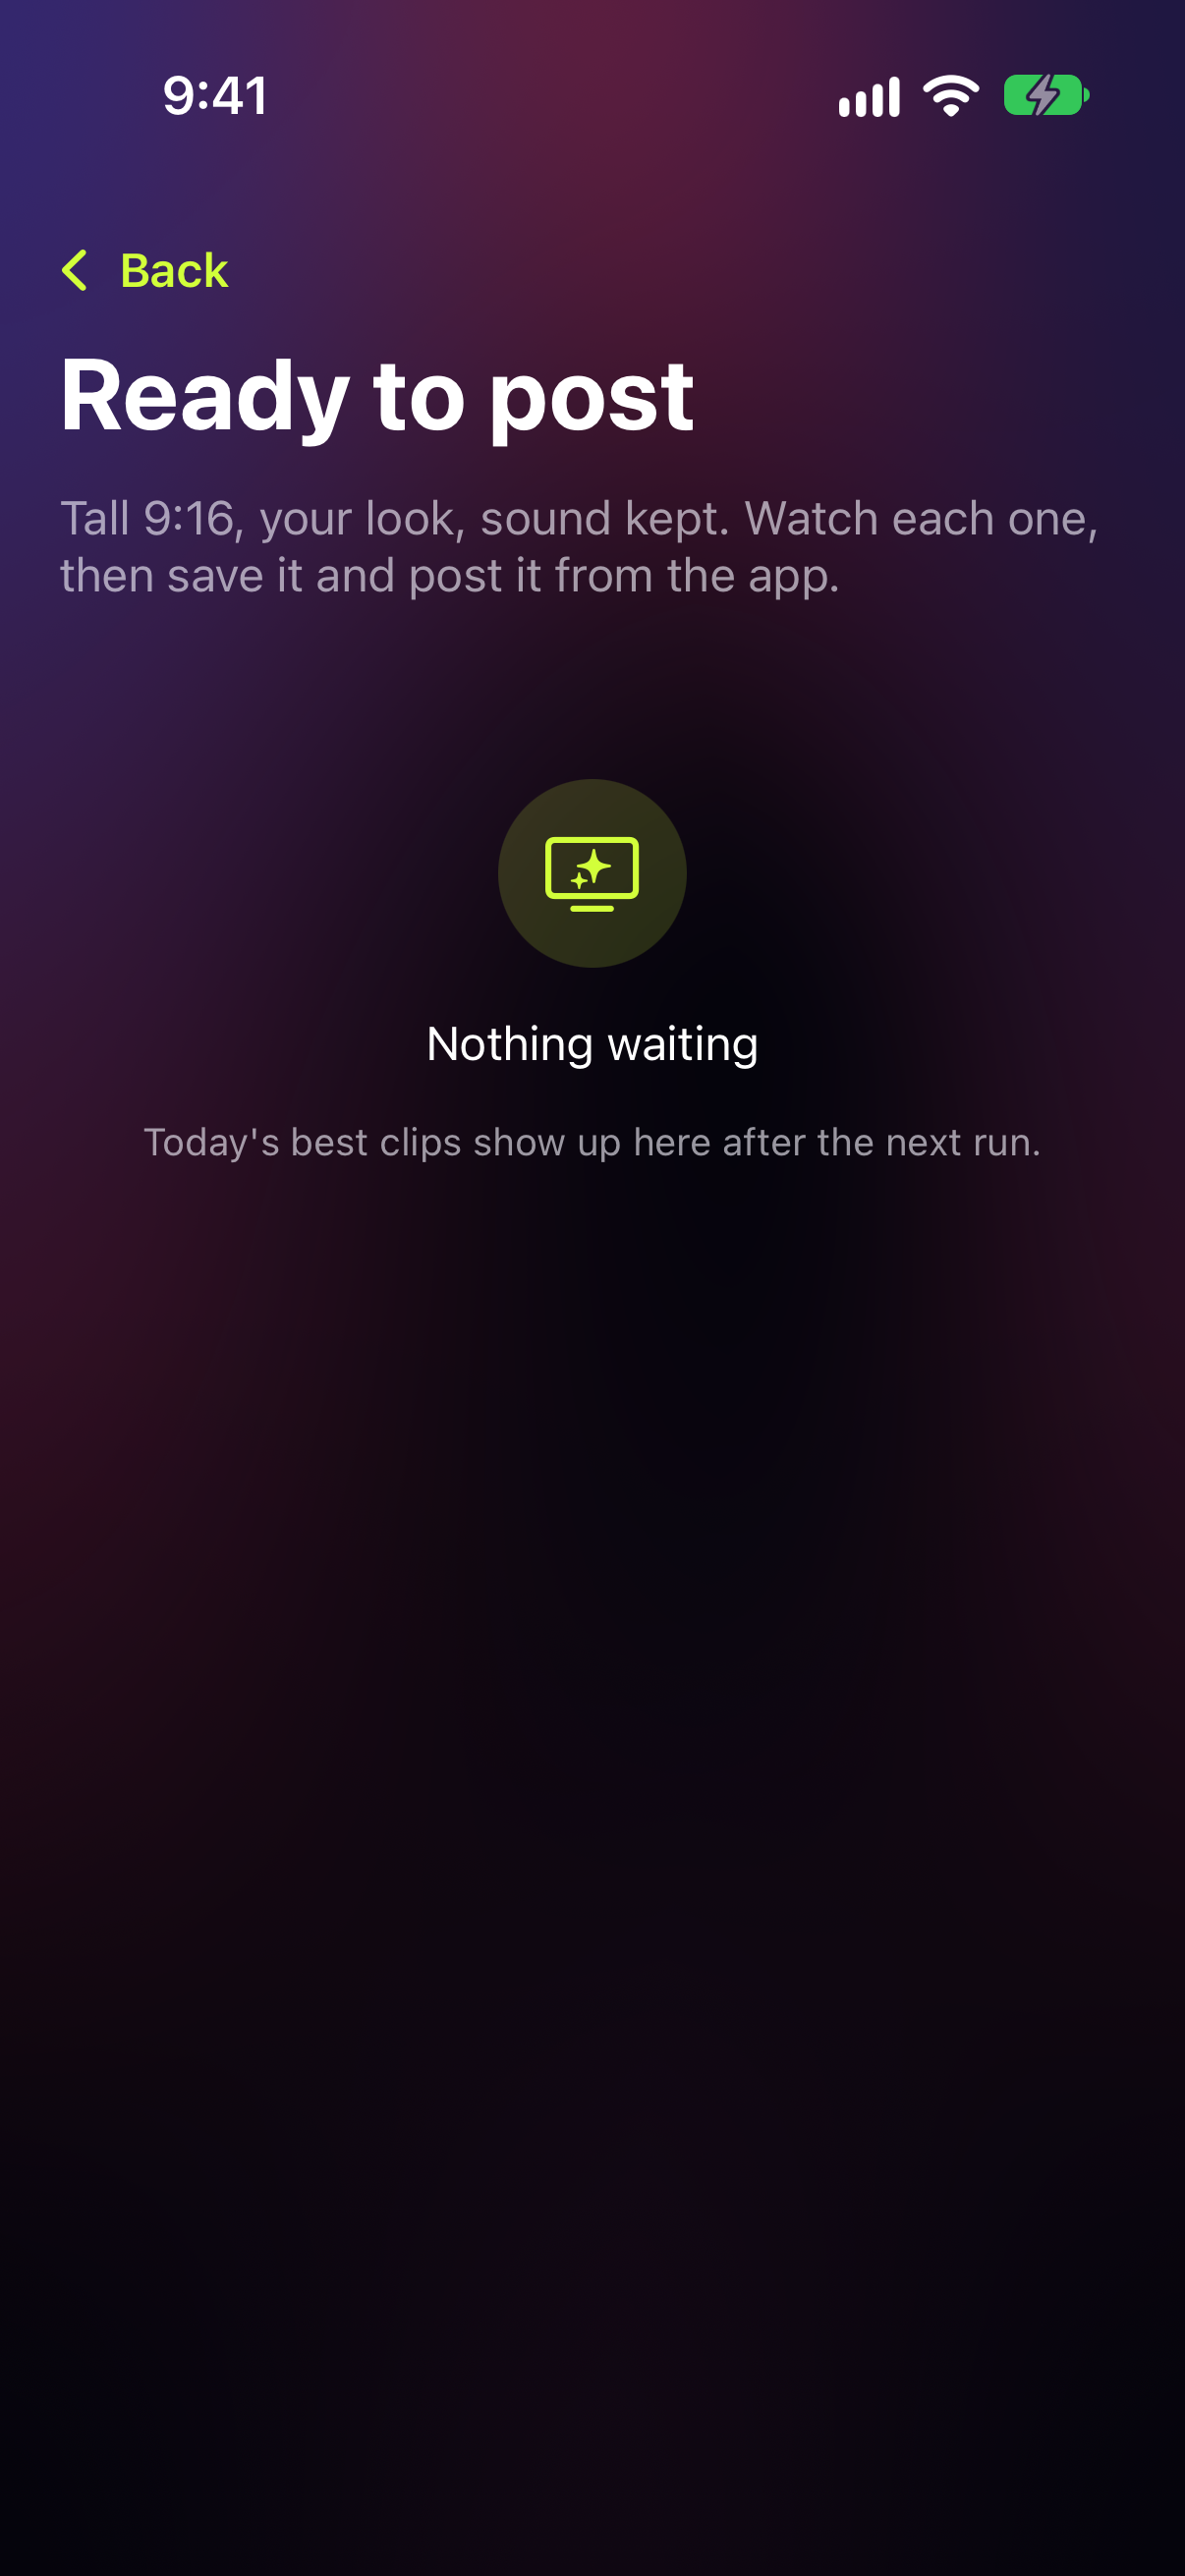 9:41
Back
Ready to post
Tall 9:16, your look, sound kept. Watch each one,
then save it and post it from the app.
Nothing waiting
Today's best clips show up here after the next run.